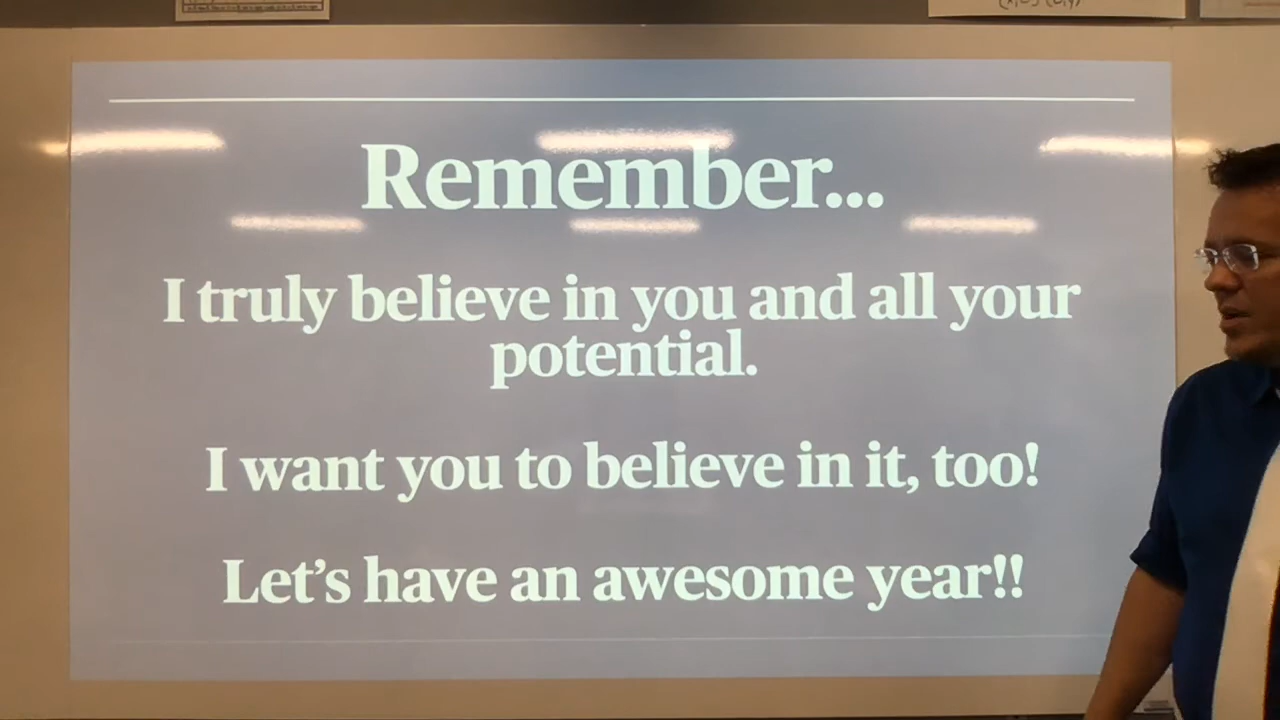 Remember...
I truly believe in you and all your
potential.
I want you to believe in it, too!
Let’s have an awesome year!!